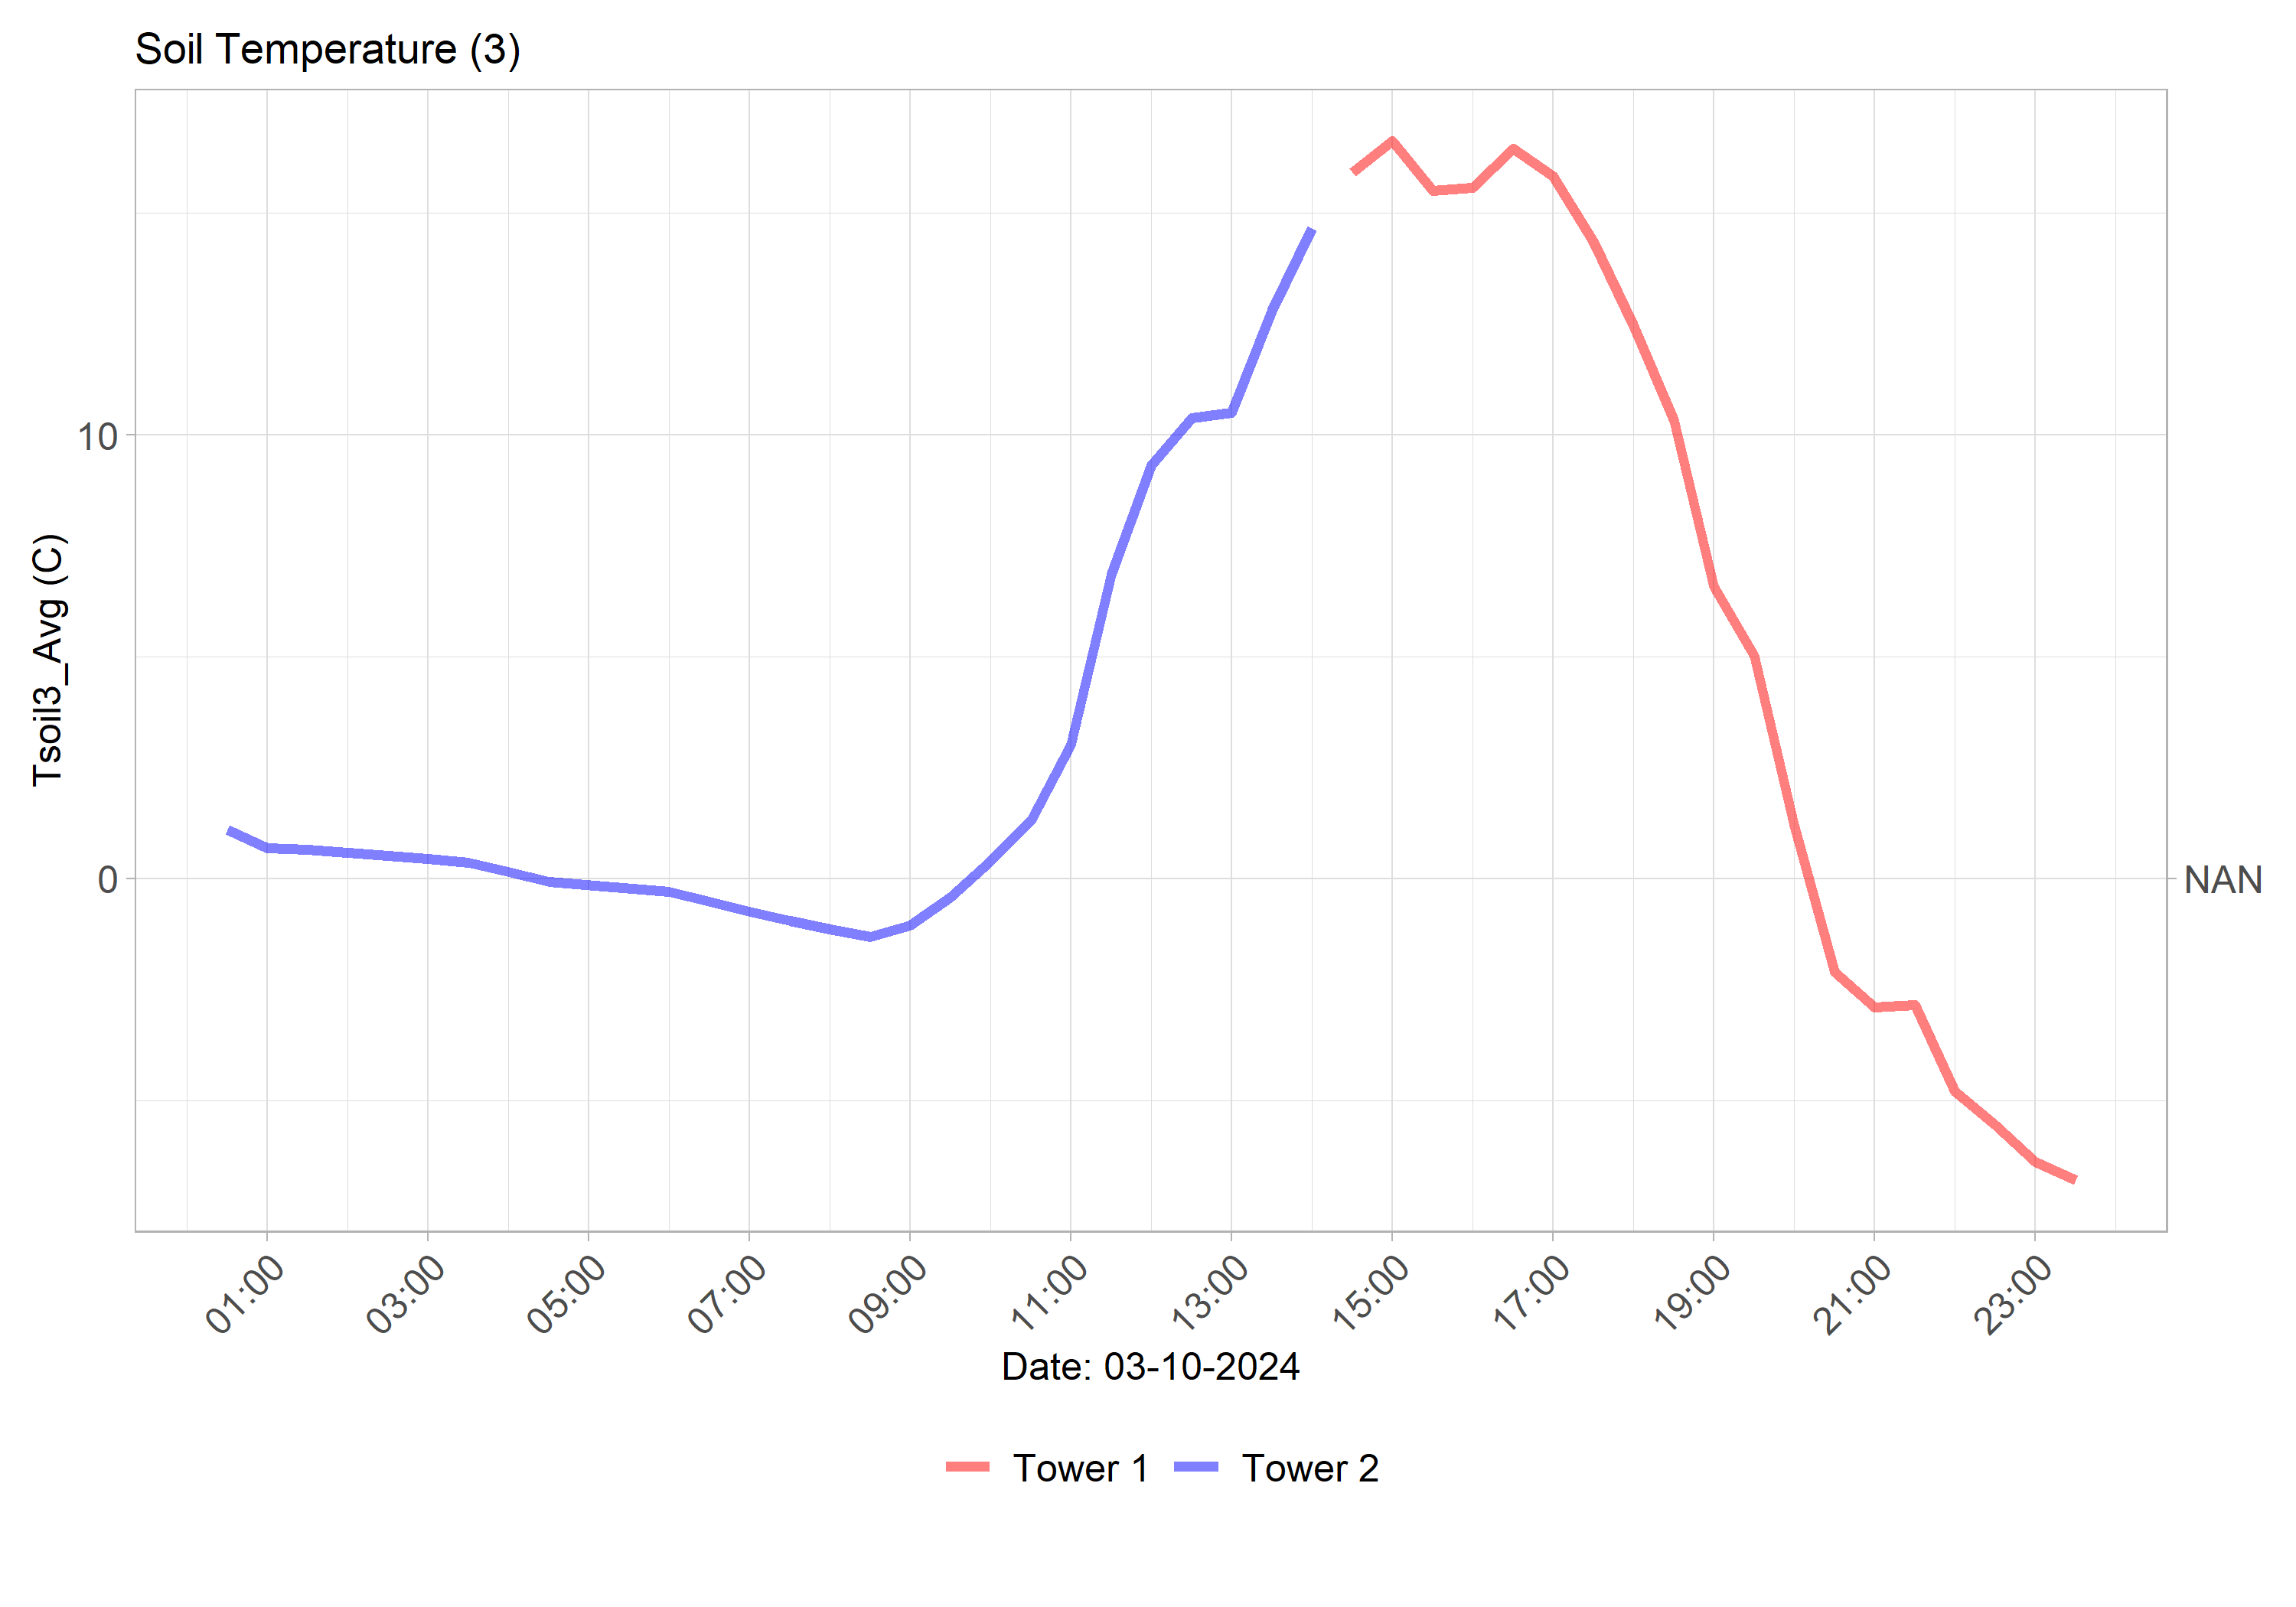 Soil Temperature (3)
Tsoil3_Avg (C)
10
0
NAN
01:00 03:00 05:00 07:00 09:00 11:00 13:00 15:00 17:00 19:00 21:00 23:00
Date: 03-10-2024
Tower 1 Tower 2